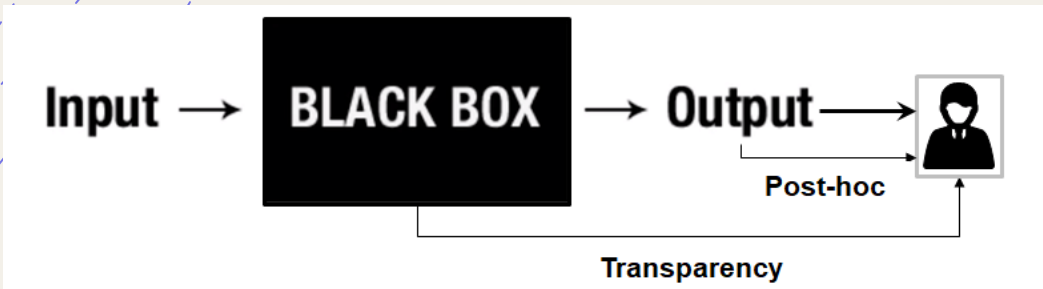 Input → BLACK BOX → Output
Post-hoc
Transparency